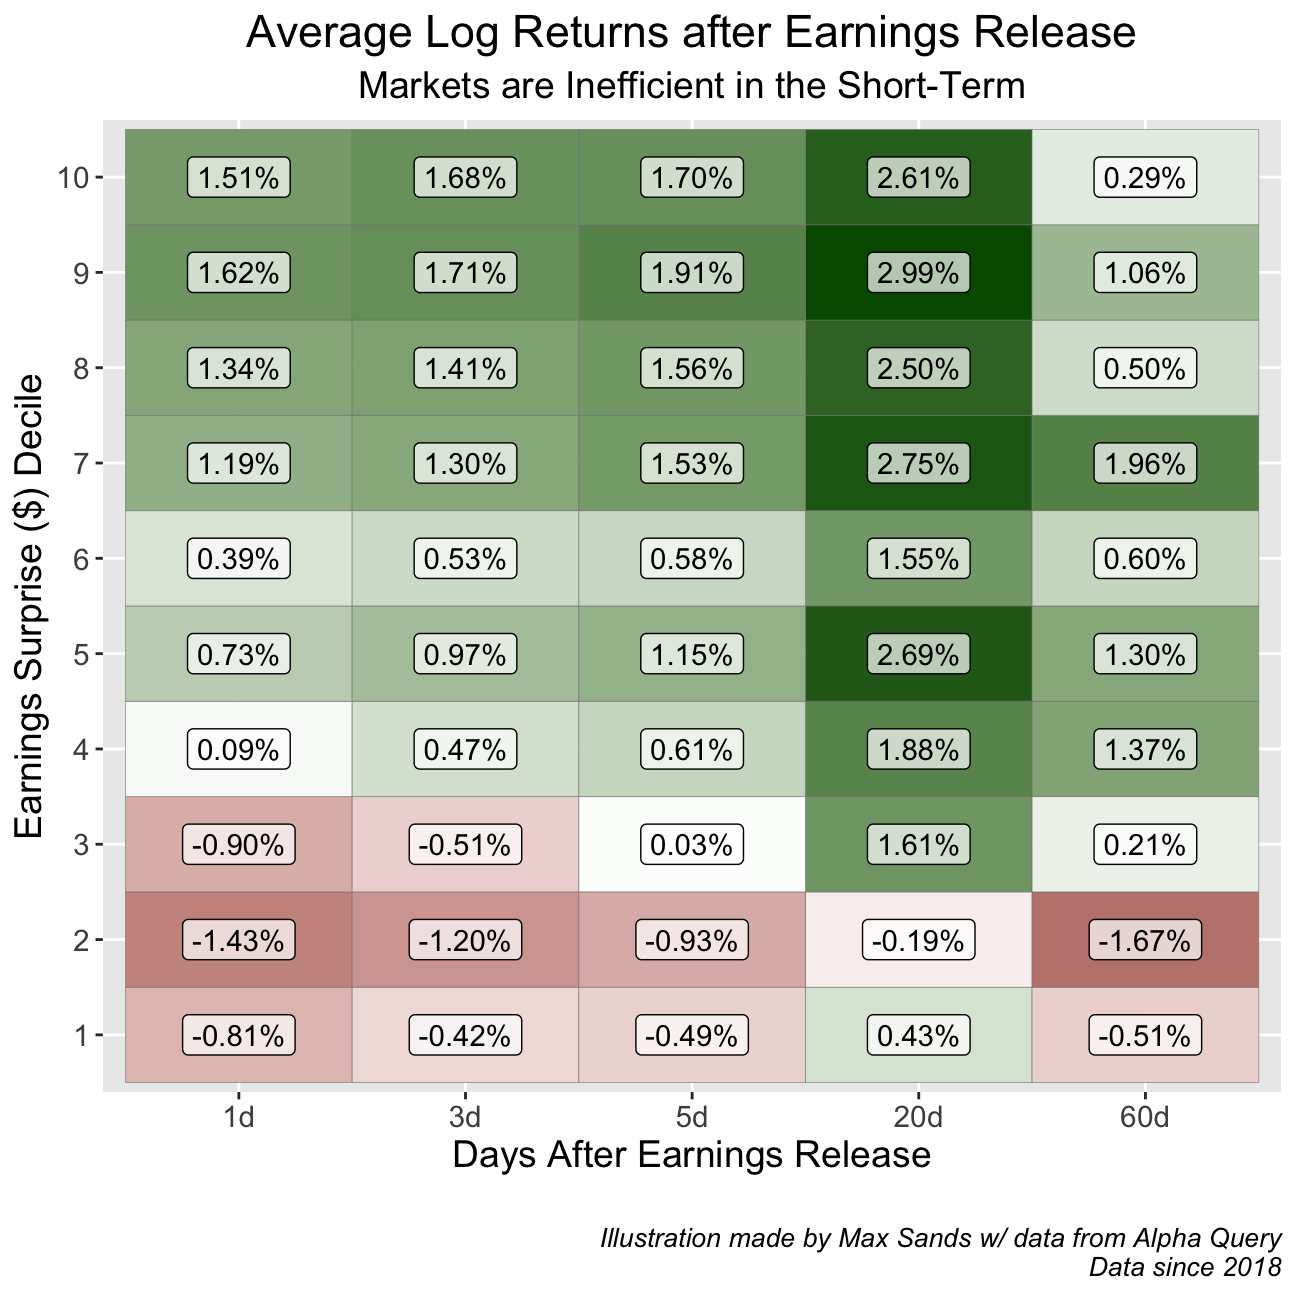 Average Log Returns after Earnings Release
Markets are Inefficient in the Short-Term
Earnings Surprise ($) Decile
10 1.51% 1.68% 1.70% 2.61% 0.29%
9 1.62% 1.71% 1.91% 2.99% 1.06%
8 1.34% 1.41% 1.56% 2.50% 0.50%
7 1.19% 1.30% 1.53% 2.75% 1.96%
6 0.39% 0.53% 0.58% 1.55% 0.60%
5 0.73% 0.97% 1.15% 2.69% 1.30%
4 0.09% 0.47% 0.61% 1.88% 1.37%
3 -0.90% -0.51% 0.03% 1.61% 0.21%
2 -1.43% -1.20% -0.93% -0.19% -1.67%
1 -0.81% -0.42% -0.49% 0.43% -0.51%
1d 3d 5d 20d 60d
Days After Earnings Release
Illustration made by Max Sands w/ data from Alpha Query
Data since 2018